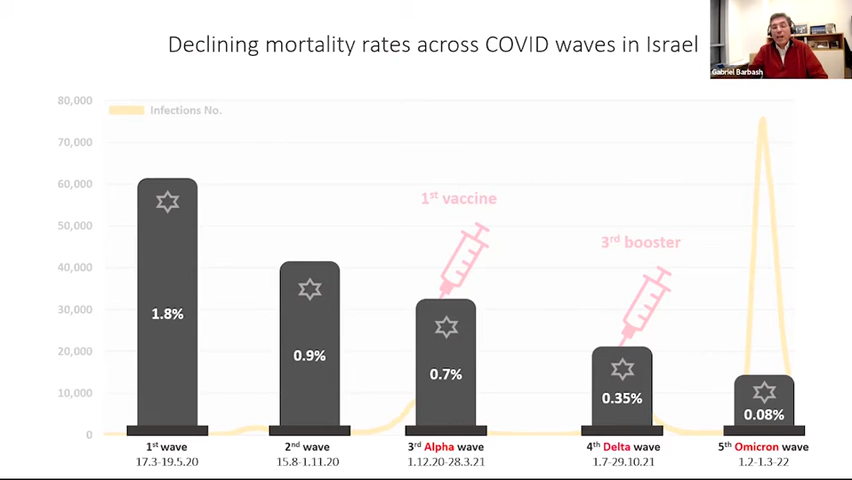 Declining mortality rates across COVID waves in Israel
Gabriel Barbash
80,000
70,000
60,000
50,000
40,000
30,000
20,000
10,000
0
Infections No.
1st vaccine
3rd booster
1.8%
0.9%
0.7%
0.35%
0.08%
1st wave
17.3-19.5.20
2nd wave
15.8-1.11.20
3rd Alpha wave
1.12.20-28.3.21
4th Delta wave
1.7-29.10.21
5th Omicron wave
1.2-1.3-22